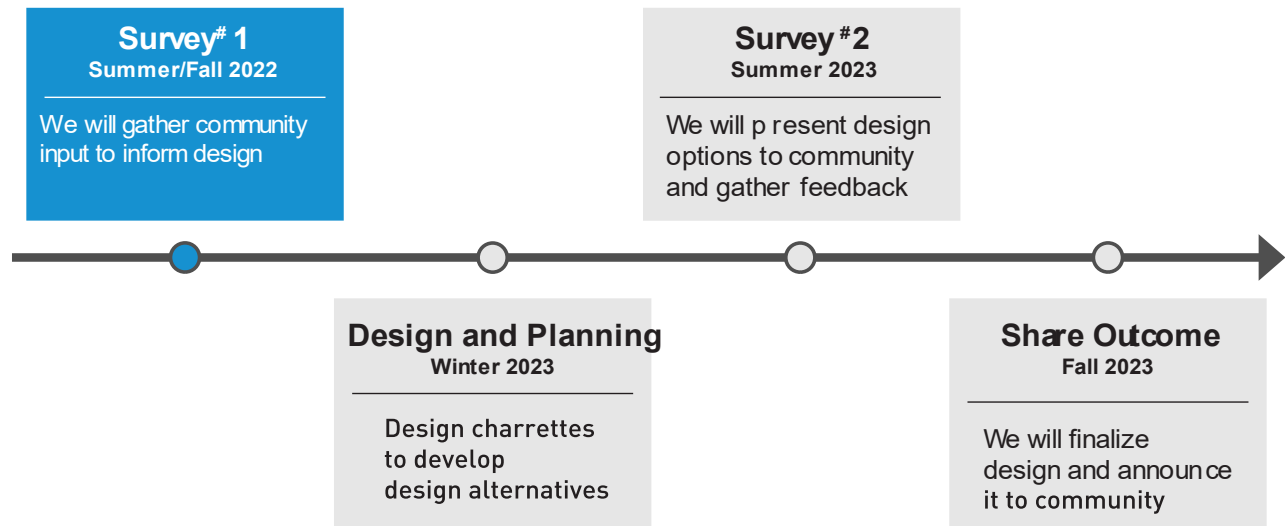 Survey# 1
Summer/Fall 2022
We will gather community
input to inform design
Design and Planning
Winter 2023
Design charrettes
to develop
design alternatives
Survey #2
Summer 2023
We will p resent design
options to community
and gather feedback
Share Outcome
Fall 2023
We will finalize
design and announce
it to community